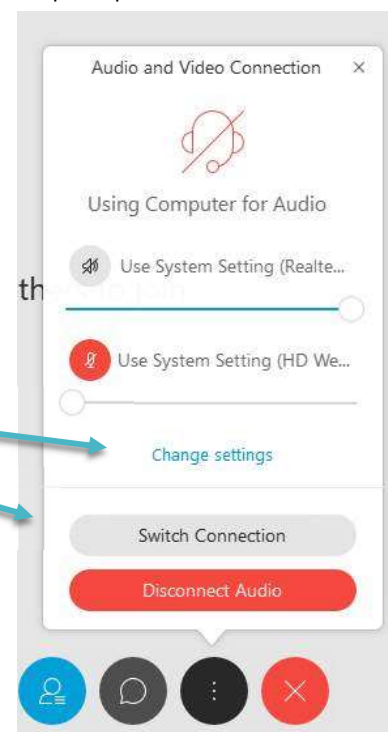 Audio and Video Connection
Using Computer for Audio
Use System Setting (Realte...
th
Use System Setting (HD We...
Change settings
Switch Connection
Disconnect Audio